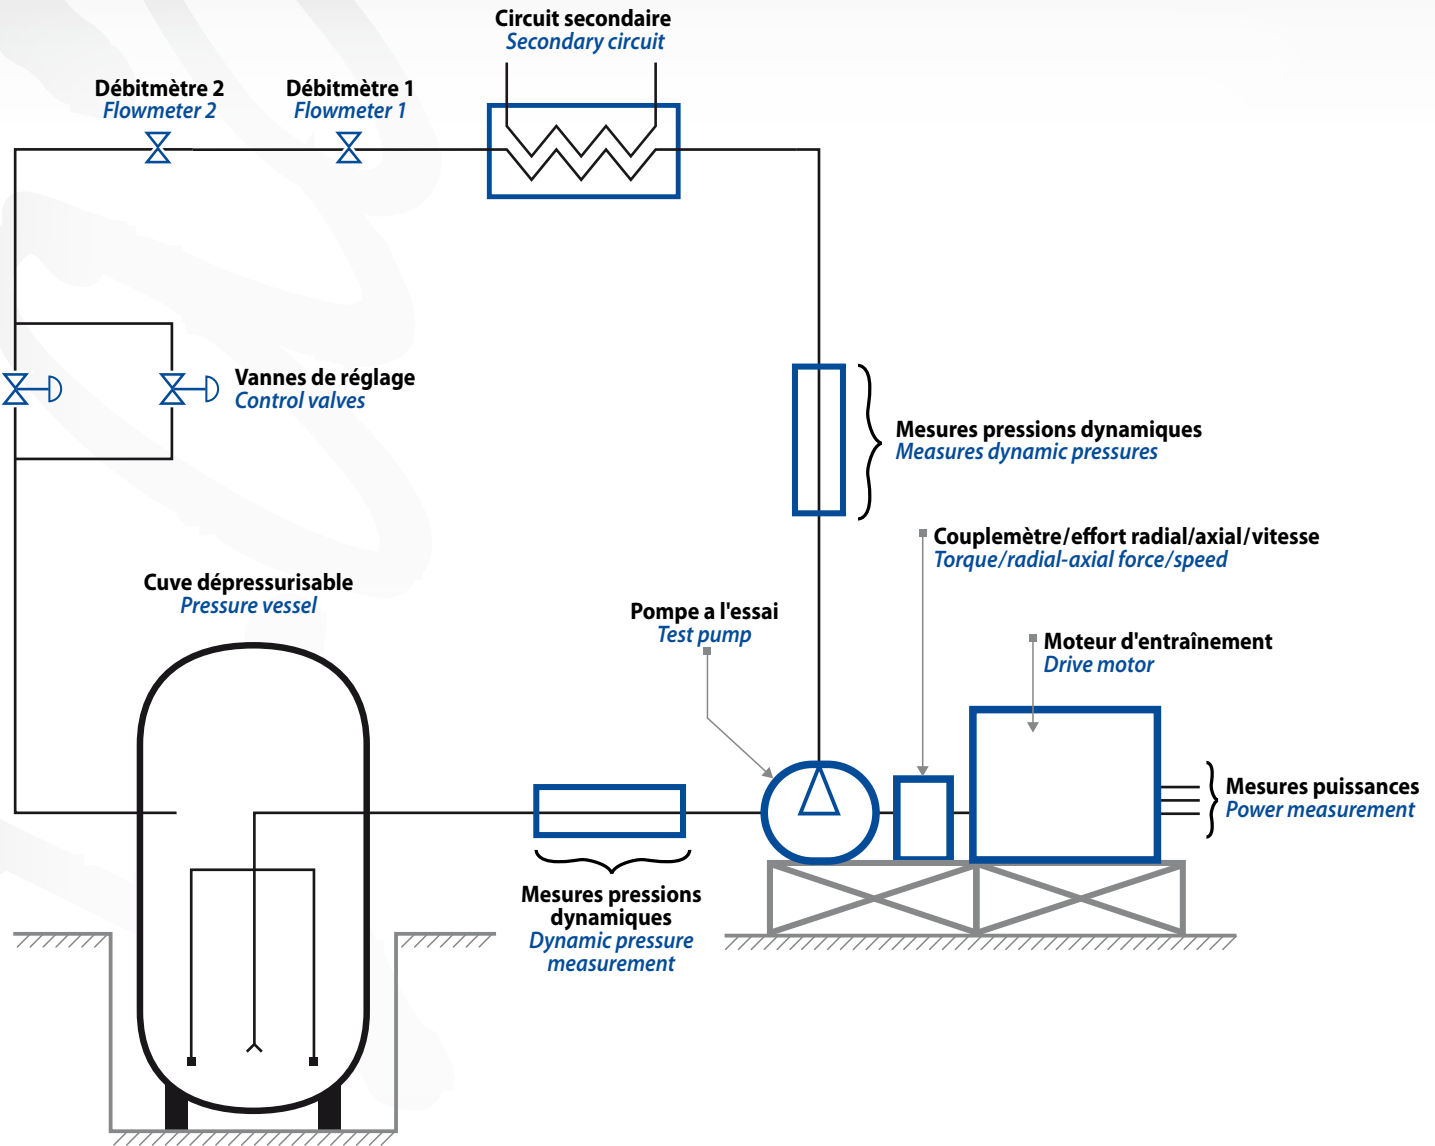 Circuit secondaire
Secondary circuit
Débitmètre 2
Flowmeter 2
Débitmètre 1
Flowmeter 1
Vannes de réglage
Control valves
Mesures pressions dynamiques
Measures dynamic pressures
Couplemètre/effort radial/axial/vitesse
Torque/radial-axial force/speed
Cuve dépressurisable
Pressure vessel
Pompe a l'essai
Test pump
Moteur d'entraînement
Drive motor
Mesures puissances
Power measurement
Mesures pressions
dynamiques
Dynamic pressure
measurement